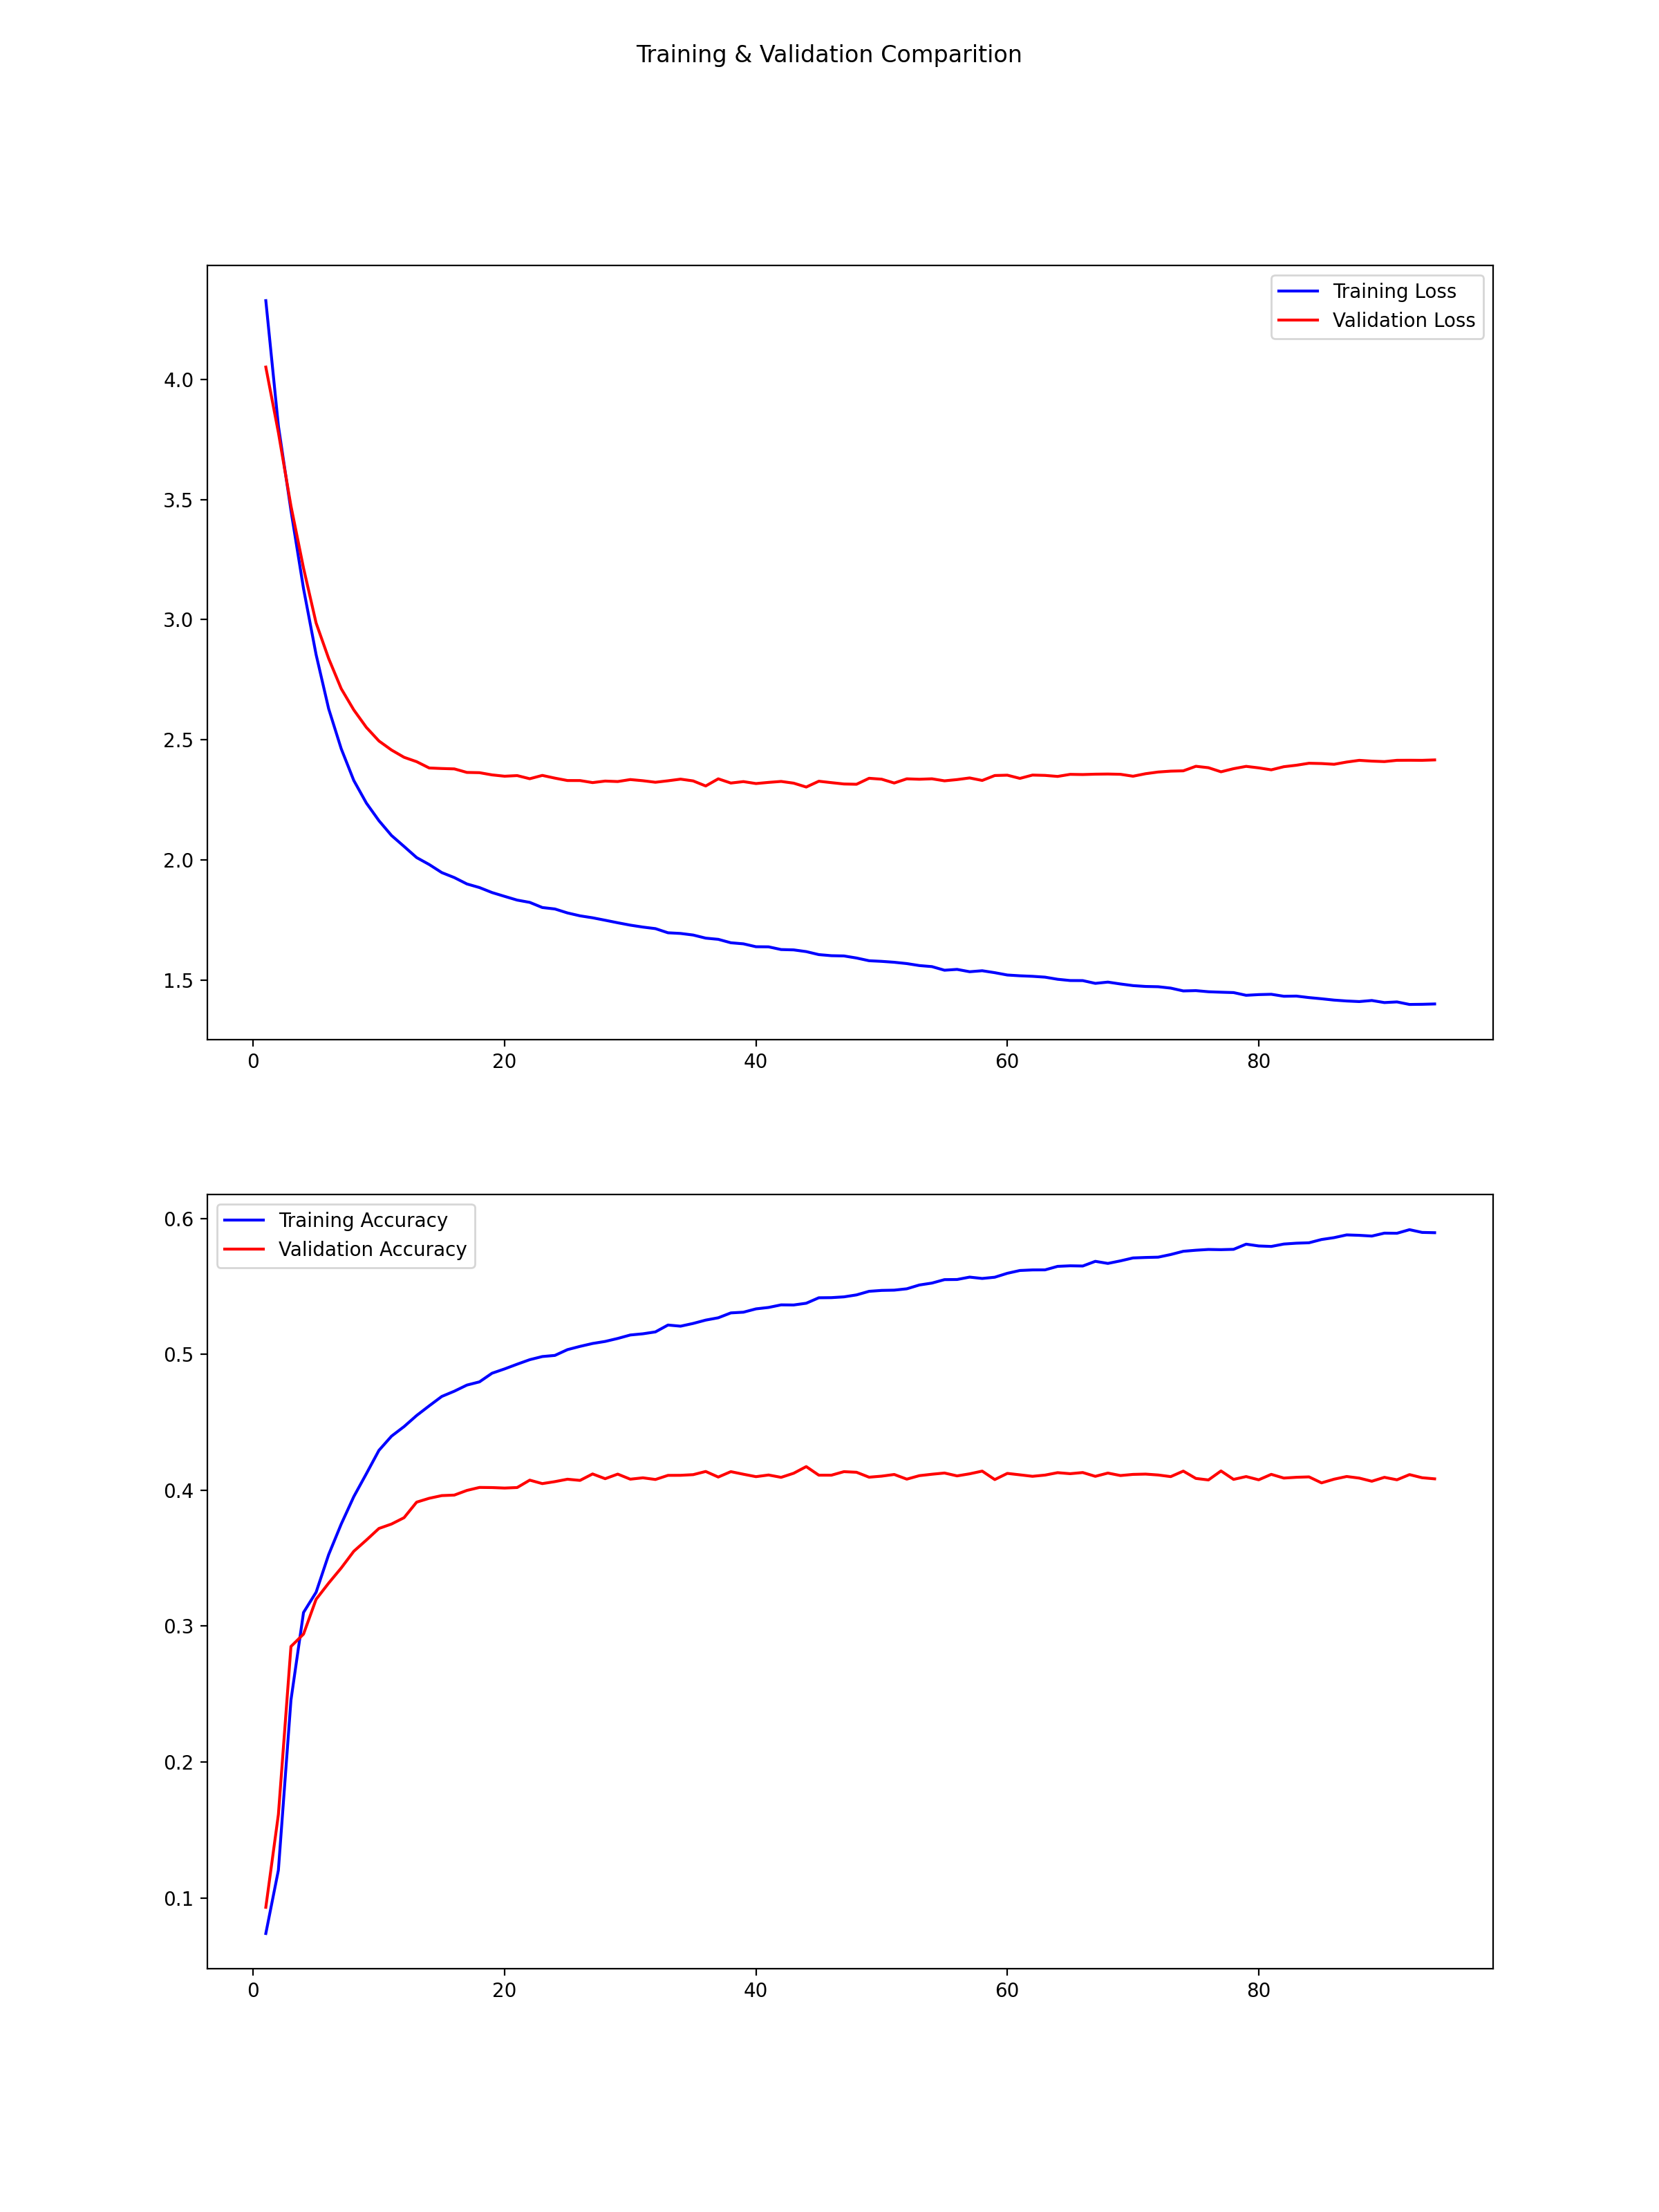 Training & Validation Comparition
Training Loss
Validation Loss
4.0
3.5
3.0
2.5
2.0
1.5
0 20 40 60 80
Training Accuracy
Validation Accuracy
0.6
0.5
0.4
0.3
0.2
0.1
0 20 40 60 80